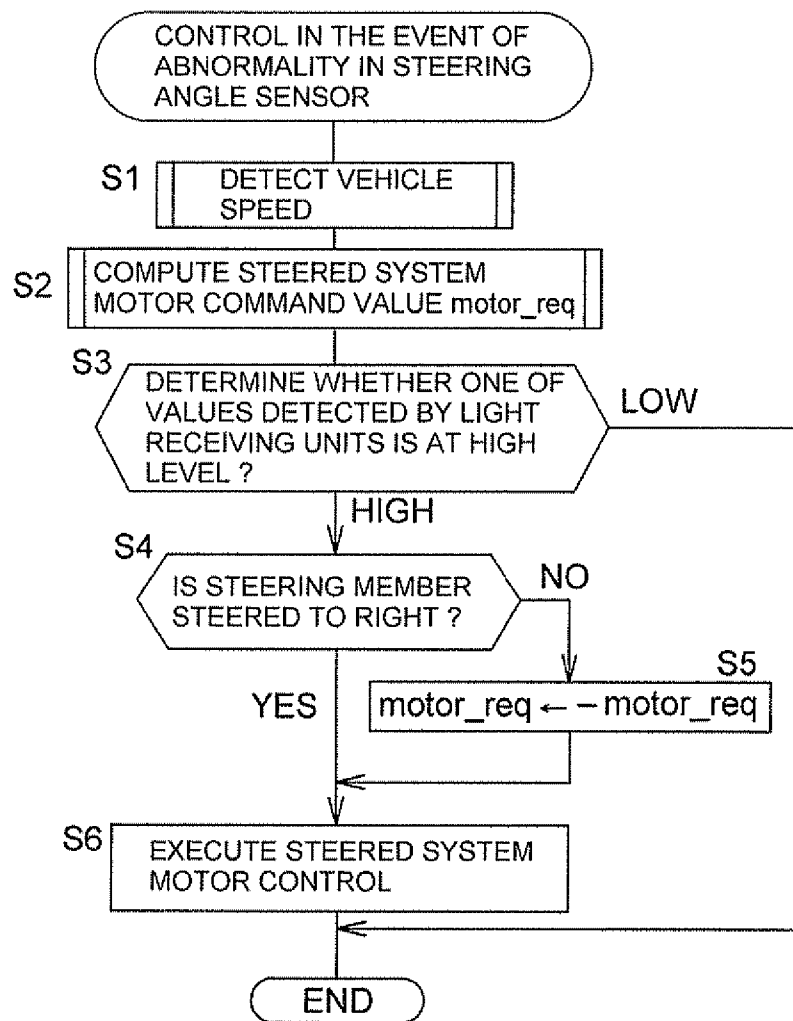 CONTROL IN THE EVENT OF
ABNORMALITY IN STEERING
ANGLE SENSOR
S1
DETECT VEHICLE
SPEED
S2
COMPUTE STEERED SYSTEM
MOTOR COMMAND VALUE motor_req
S3
DETERMINE WHETHER ONE OF
VALUES DETECTED BY LIGHT
RECEIVING UNITS IS AT HIGH
LEVEL ?
LOW
HIGH
S4
IS STEERING MEMBER
STEERED TO RIGHT ?
NO
YES
S5
motor_req ← − motor_req
S6
EXECUTE STEERED SYSTEM
MOTOR CONTROL
END